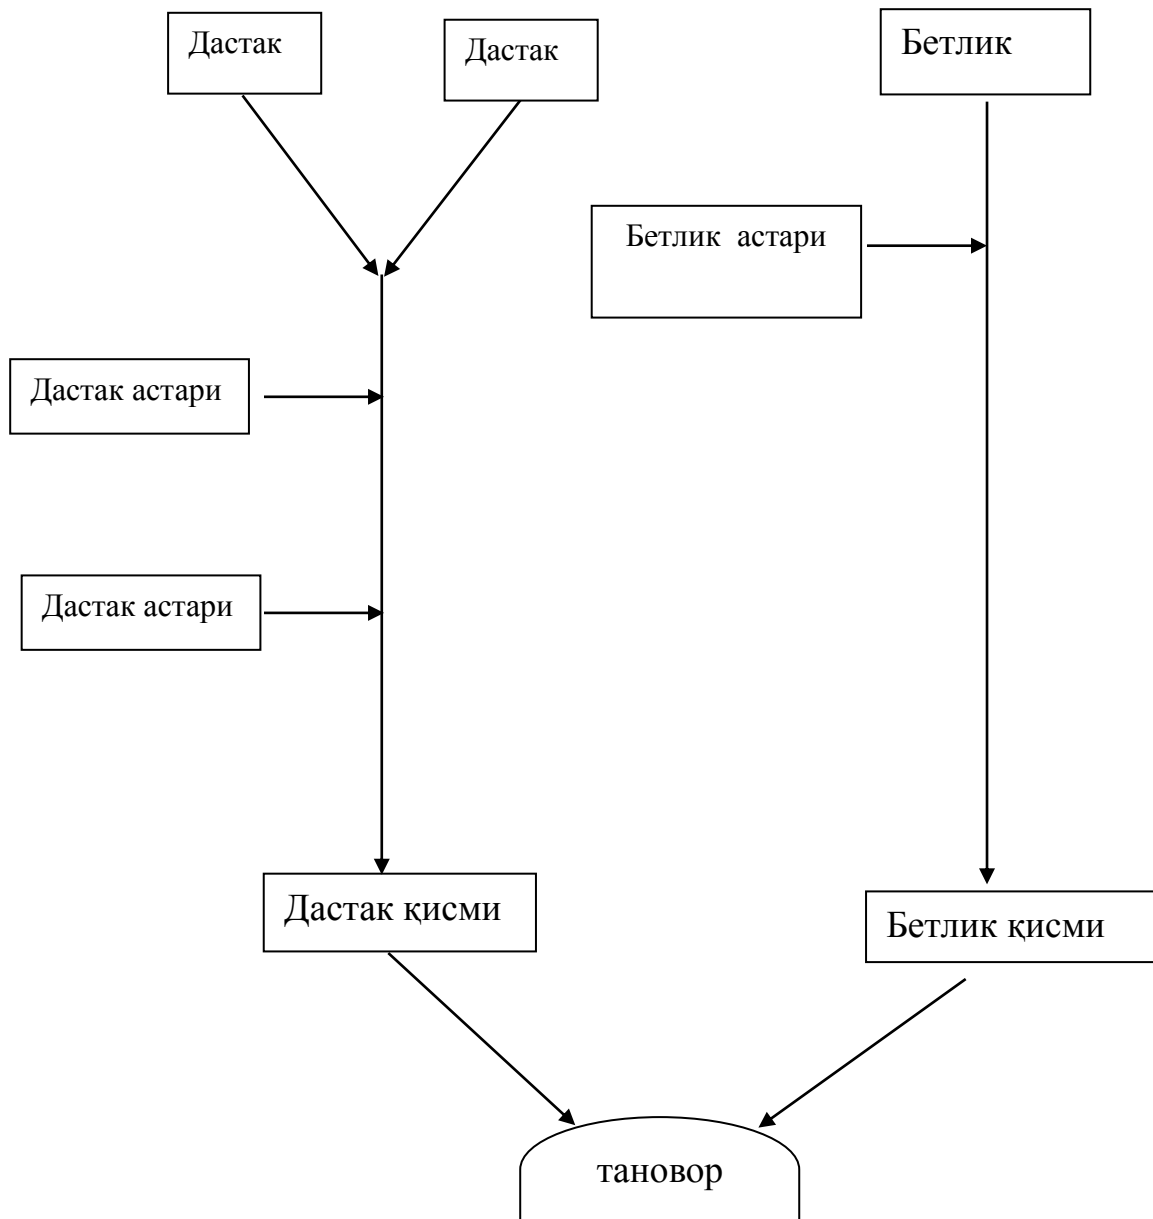 Дастак
Дастак
Бетлик
Бетлик астари
Дастак астари
Дастак астари
Дастак қисми
Бетлик қисми
тановор